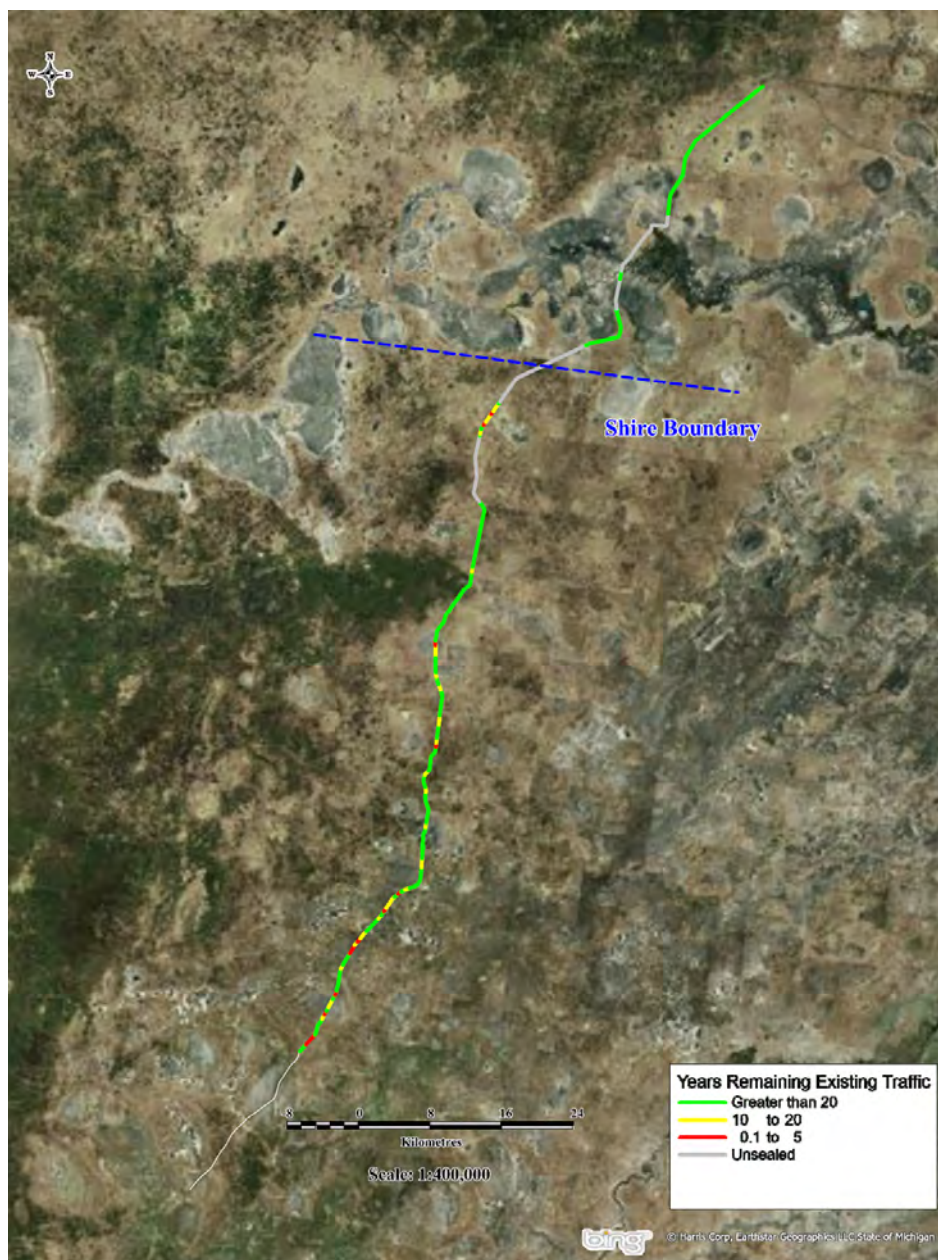 N
W E
S
Shire Boundary
Years Remaining Existing Traffic
Greater than 20
10 to 20
0.1 to 5
Unsealed
-8 0 8 16 24
Kilometres
Scale: 1:400,000
bing
© Harris Corp, Earthstar Geographics LLC State of Michigan